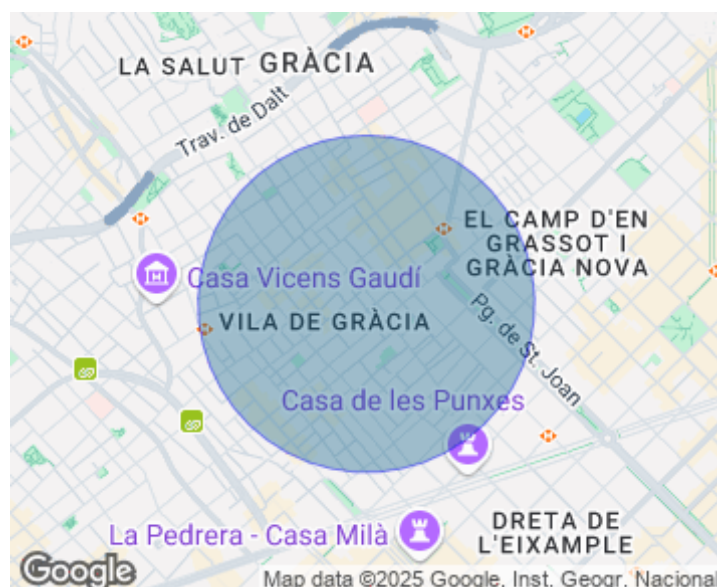 LA SALUT
GRÀCIA
Trav. de Dalt
EL CAMP D'EN
GRASSOT I
GRÀCIA NOVA
Casa Vicens Gaudí
VILA DE GRÀCIA
Pg. de St. Joan
Casa de les Punxes
La Pedrera - Casa Milà
DRETA DE
L'EIXAMPLE
Google
Map data ©2025 Google, Inst. Geogr. Nacional